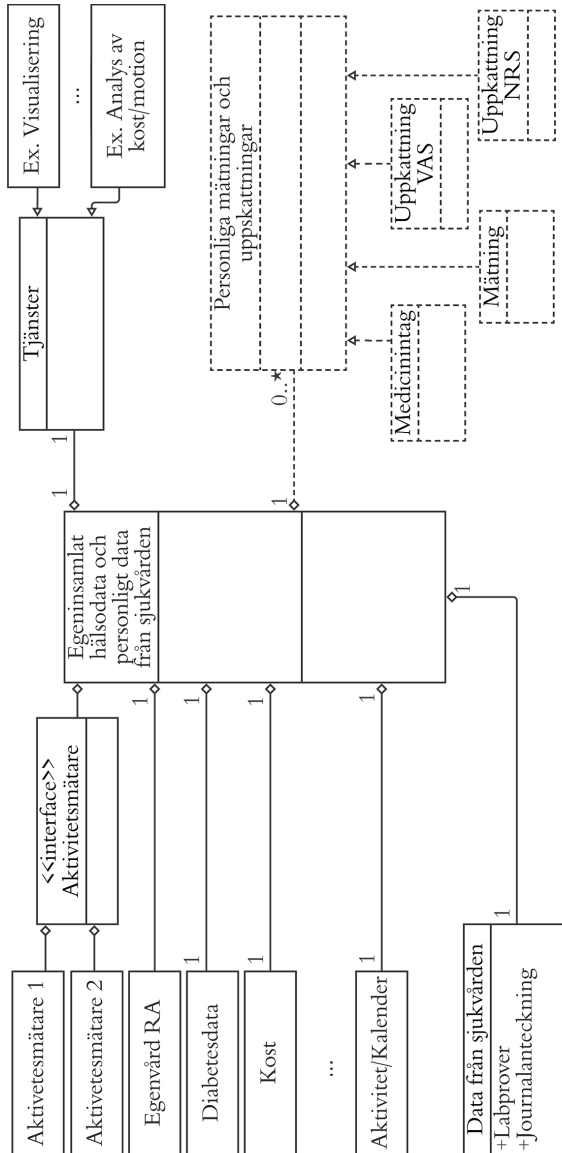 Aktivetesmätare 1
Aktivetesmätare 2
Egenvård RA
Diabetesdata
Kost
...
Aktivitet/Kalender
Data från sjukvården
+Labprover
+Journalanteckning
<<interface>>
Aktivitetsmätare
Egeninsamlat
hälsodata och
personligt data
från sjukvården
1
1
1
1
1
1
1
1
1
1
1
1
0..*
Tjänster
Ex. Visualisering
...
Ex. Analys av
kost/motion
Personliga mätningar och
uppskattningar
Medicinintag
Mätning
Uppkattning
VAS
Uppkattning
NRS